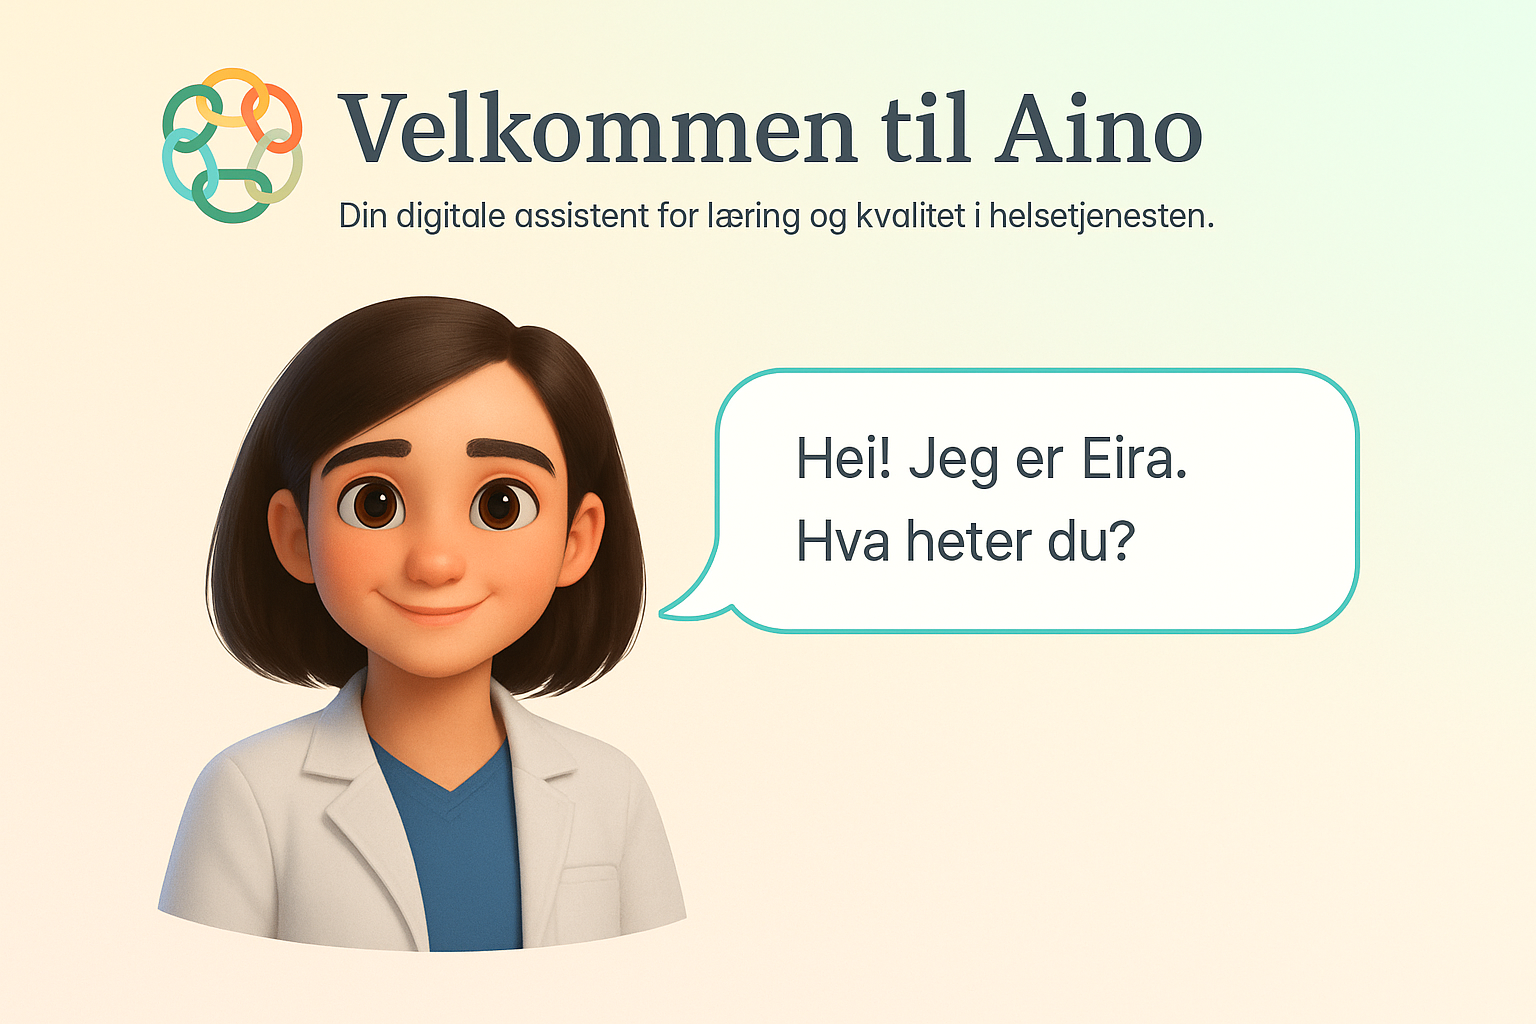 Velkommen til Aino
Din digitale assistent for læring og kvalitet i helsetjenesten.
Hei! Jeg er Eira.
Hva heter du?